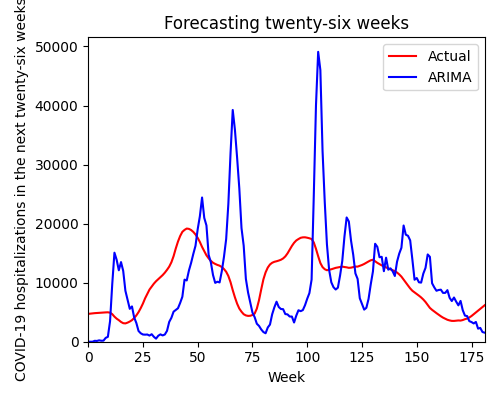 Forecasting twenty-six weeks
COVID-19 hospitalizations in the next twenty-six weeks
50000
40000
30000
20000
10000
0
Actual
ARIMA
0 25 50 75 100 125 150 175
Week